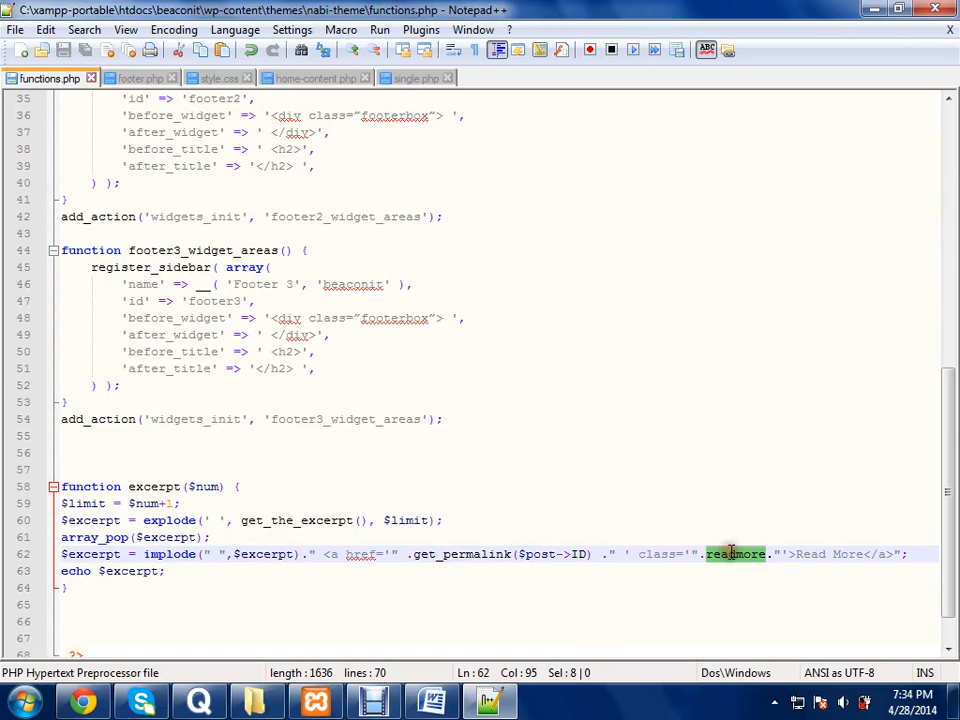 C:\xampp-portable\htdocs\beaconit\wp-content\themes\nabi-theme\functions.php - Notepad++
File Edit Search View Encoding Language Settings Macro Run Plugins Window ? X
functions.php footer.php style.css home-content.php single.php
35 'id' => 'footer2',
36 'before_widget' => '<div class=”footerbox”> ',
37 'after_widget' => ' </div>',
38 'before_title' => ' <h2>',
39 'after_title' => '</h2> ',
40 ) );
41 }
42 add_action('widgets_init', 'footer2_widget_areas');
43
44 function footer3_widget_areas() {
45 register_sidebar( array(
46 'name' => __( 'Footer 3', 'beaconit' ),
47 'id' => 'footer3',
48 'before_widget' => '<div class=”footerbox”> ',
49 'after_widget' => ' </div>',
50 'before_title' => ' <h2>',
51 'after_title' => '</h2> ',
52 ) );
53 }
54 add_action('widgets_init', 'footer3_widget_areas');
55
56
57
58 function excerpt($num) {
59 $limit = $num+1;
60 $excerpt = explode(' ', get_the_excerpt(), $limit);
61 array_pop($excerpt);
62 $excerpt = implode(" ",$excerpt)." <a href='" .get_permalink($post->ID) ." ' class='".readmore."'>Read More</a>";
63 echo $excerpt;
64 }
65
66
67
68 ?>
PHP Hypertext Preprocessor file length : 1636 lines : 70 Ln : 62 Col : 95 Sel : 8 | 0 Dos\Windows ANSI as UTF-8 INS
7:34 PM
4/28/2014